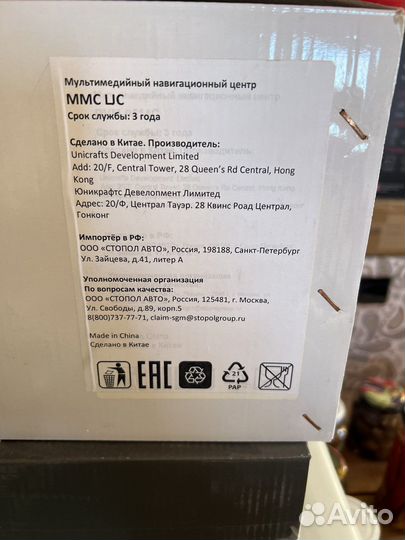 Мультимедийный навигационный центр
ММС ЦС
Срок службы: 3 года
Сделано в Китае. Производитель:
Unicrafts Development Limited
Add: 20/F, Central Tower, 28 Queen's Rd Central, Hong
Kong
Юникрафтс Девелопмент Лимитед
Адрес: 20/Ф, Централ Тауэр. 28 Квинс Роад Централ,
Гонконг
Импортёр в РФ:
ООО «СТОПОЛ АВТО», Россия, 198188, Санкт-Петербург
Ул. Зайцева, д.41, литер А
Уполномоченная организация
По вопросам качества:
ООО «СТОПОЛ АВТО», Россия, 125481, г. Москва,
Ул. Свободы, д.89, корп.5
8(800)737-77-71, claim-sgm@stopolgroup.ru
Made in China
Сделано в Китае
EAC
21
PAP
Avito